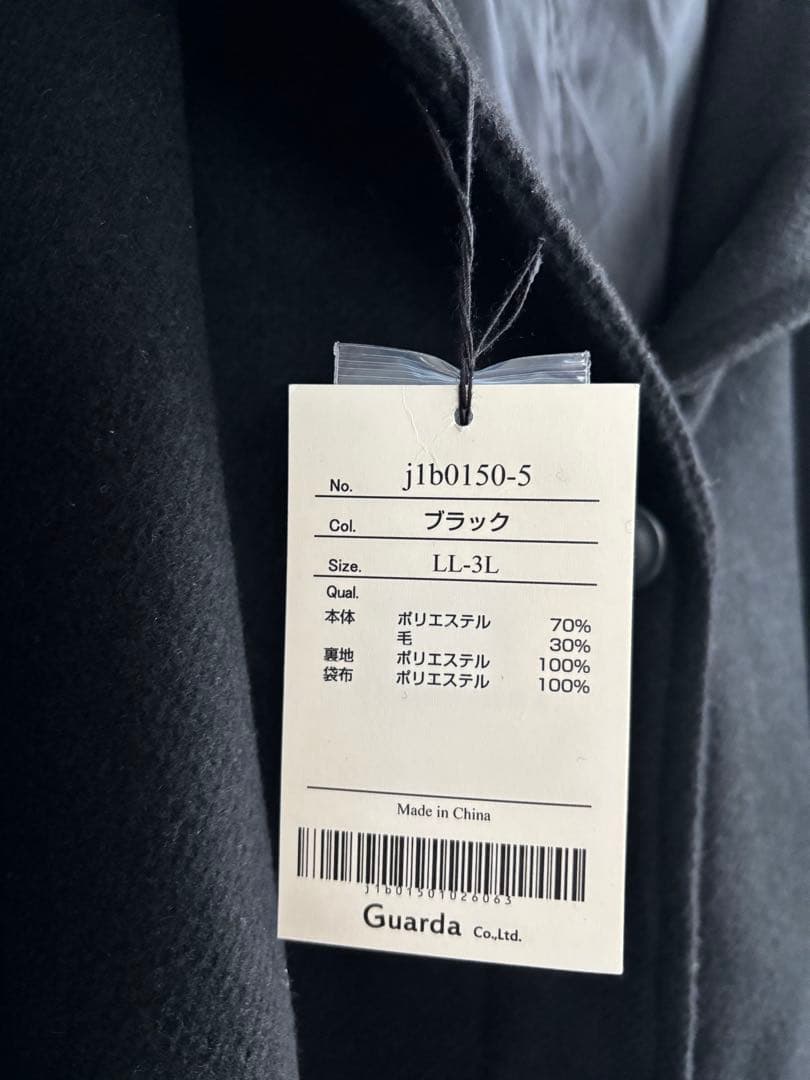 No. j1b0150-5
Col. ブラック
Size. LL-3L
Qual.
本体 ポリエステル 70%
毛 30%
裏地 ポリエステル 100%
袋布 ポリエステル 100%
Made in China
j1b01501026063
Guarda Co.,Ltd.